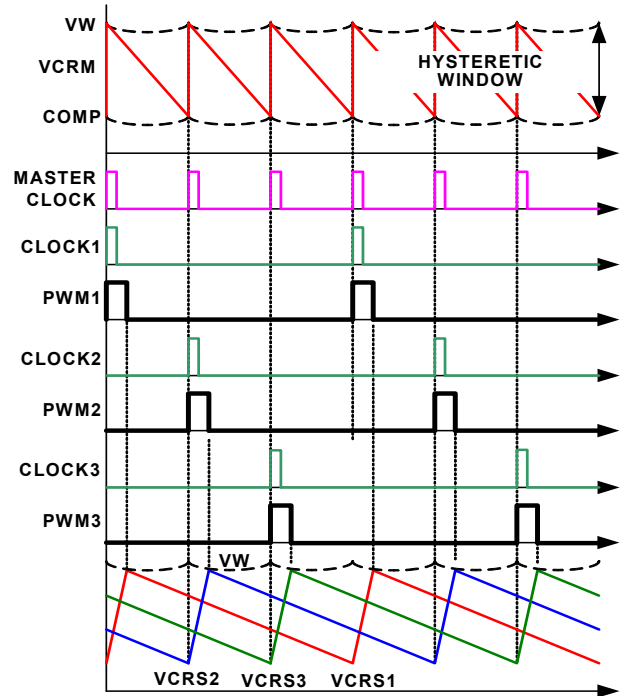 VW
VCRM
HYSTERETIC
WINDOW
COMP
MASTER
CLOCK
CLOCK1
PWM1
CLOCK2
PWM2
CLOCK3
PWM3
VW
VCRS2 VCRS3 VCRS1